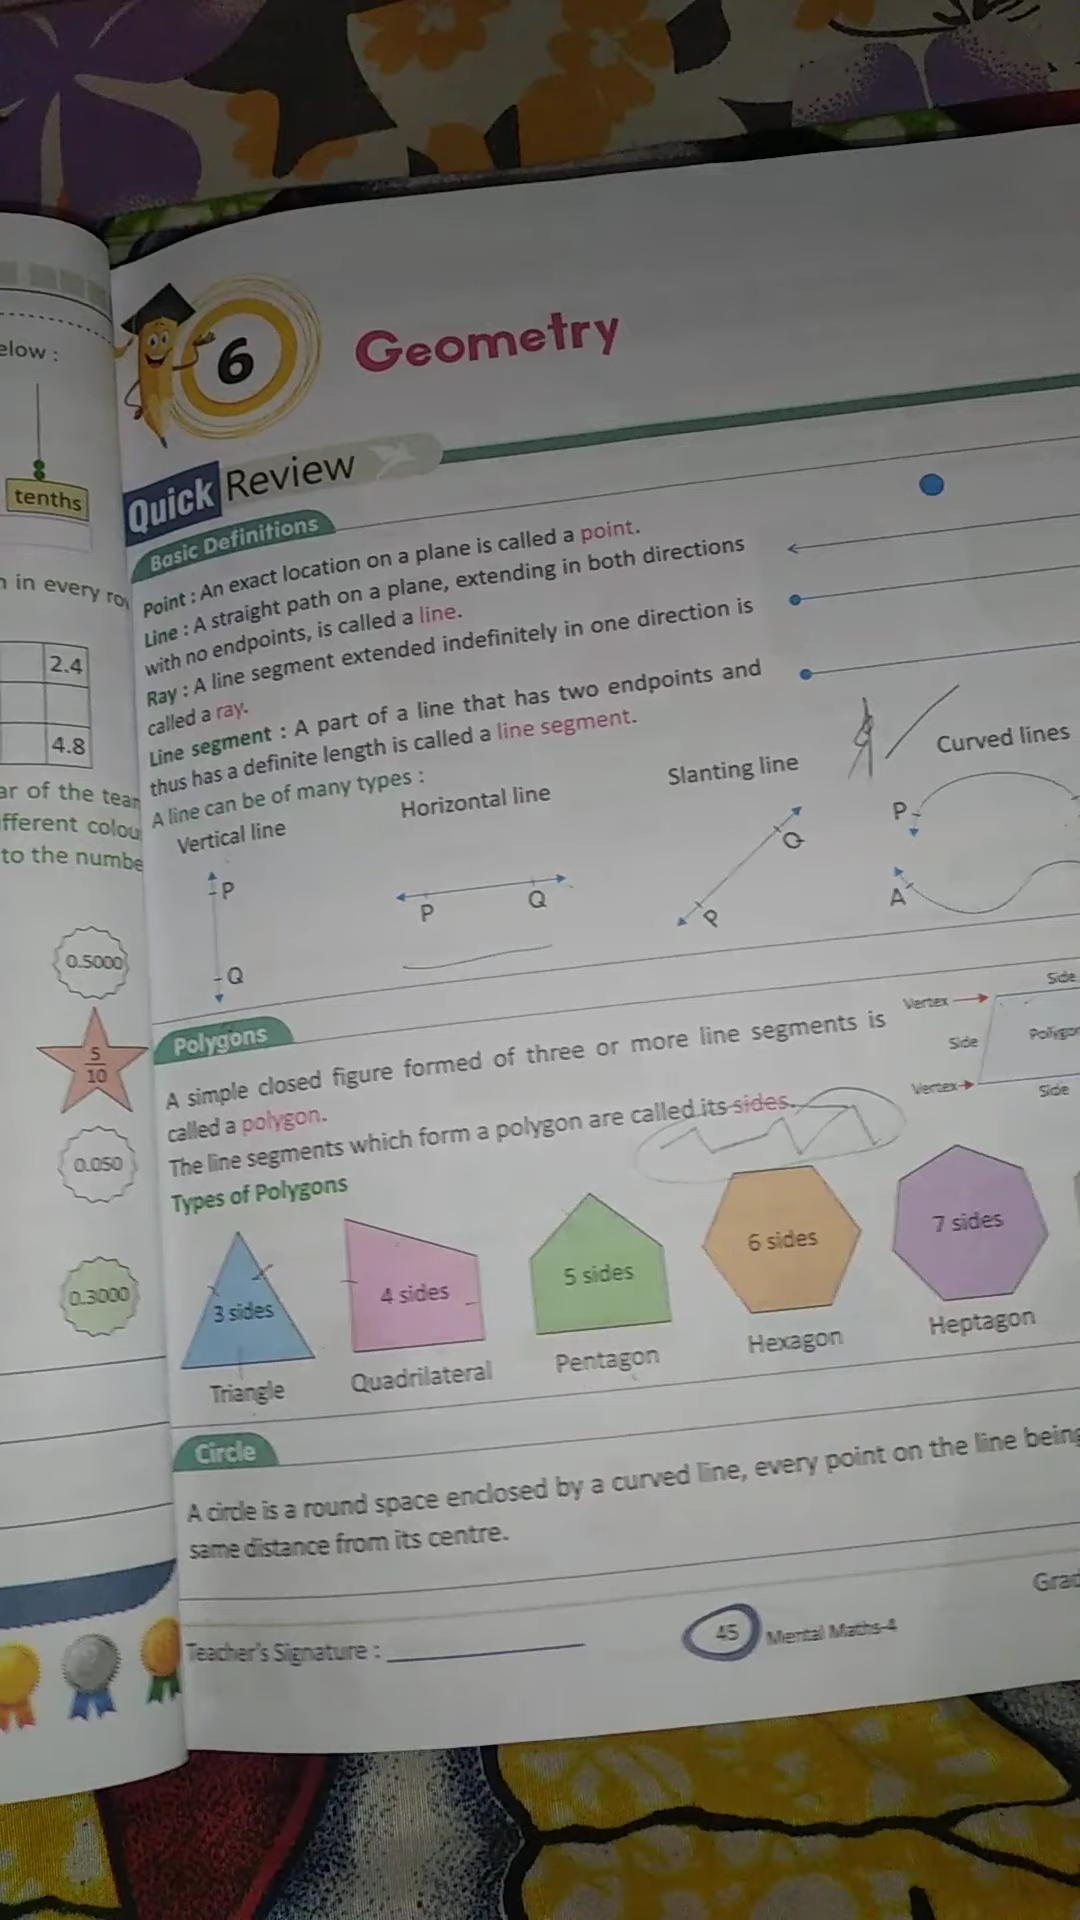 elow :
tenths
n in every row
2.4
4.8
ar of the team
fferent colou
to the numbe
0.5000
5
10
0.050
0.3000
6
Geometry
Quick Review
Basic Definitions
Point : An exact location on a plane is called a point.
Line : A straight path on a plane, extending in both directions
with no endpoints, is called a line.
Ray : A line segment extended indefinitely in one direction is
called a ray.
Line segment : A part of a line that has two endpoints and
thus has a definite length is called a line segment.
A line can be of many types :
Vertical line
Horizontal line
Slanting line
Curved lines
P
Q
P
Q
P
Q
P
A
Polygons
A simple closed figure formed of three or more line segments is
called a polygon.
The line segments which form a polygon are called its sides.
Vertex
Side
Side
Polygon
Vertex
Side
Types of Polygons
3 sides
4 sides
5 sides
6 sides
7 sides
Triangle
Quadrilateral
Pentagon
Hexagon
Heptagon
Circle
A circle is a round space enclosed by a curved line, every point on the line being
same distance from its centre.
Teacher's Signature :
45
Mental Maths-4
Grad